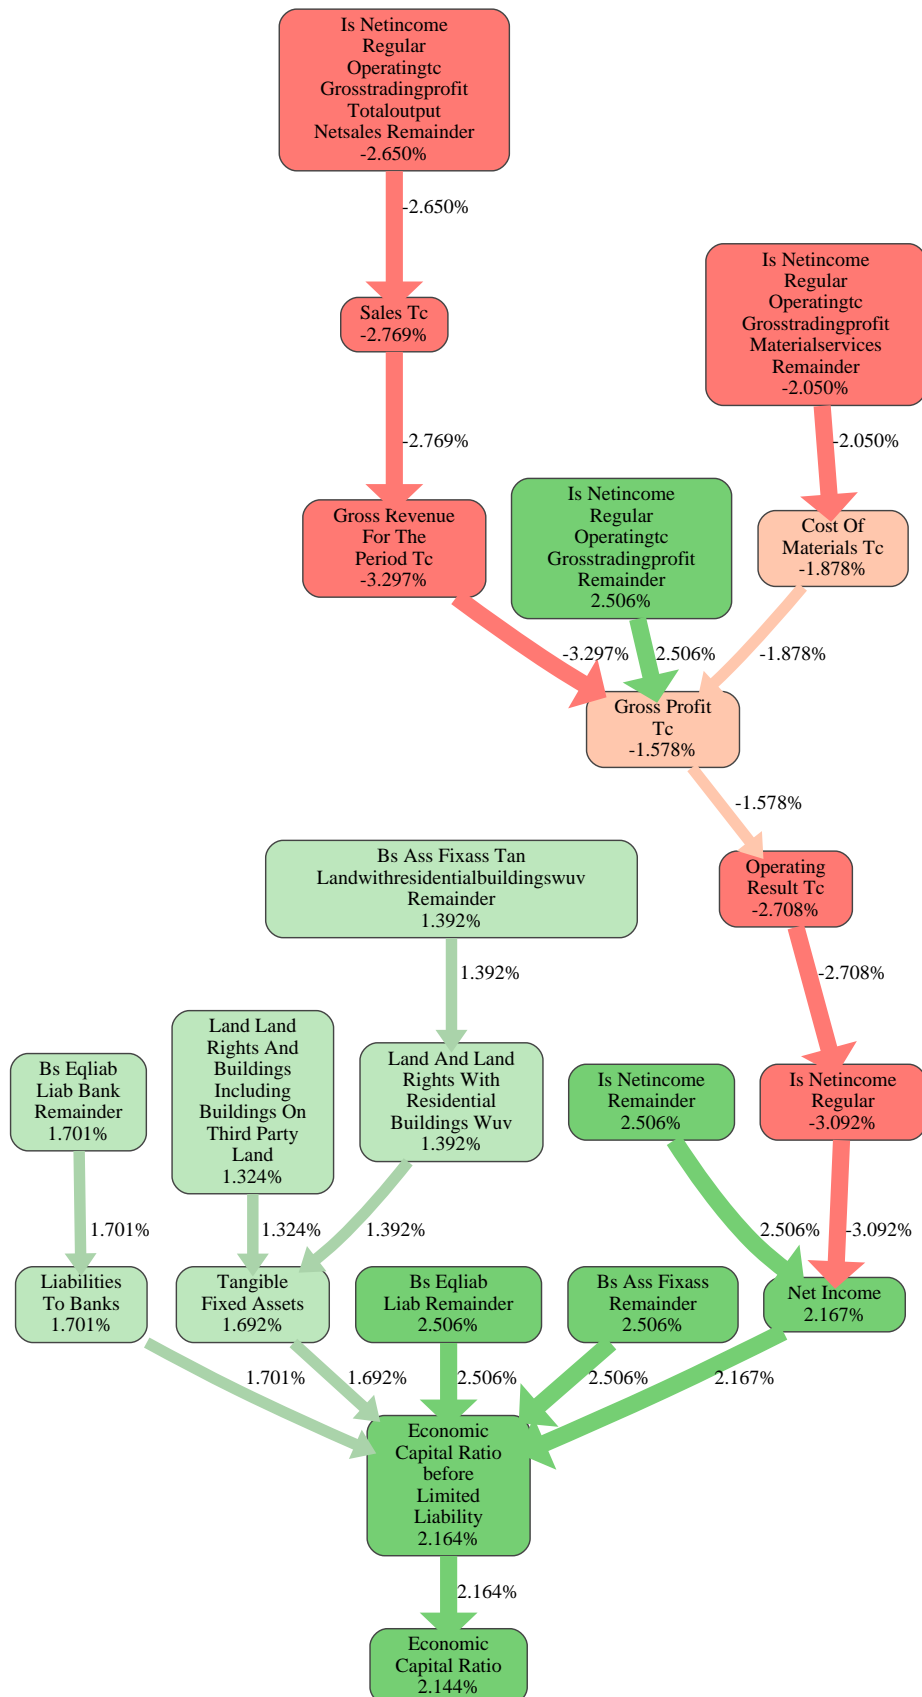 Is Netincome
Regular
Operatingtc
Grosstradingprofit
Totaloutput
Netsales Remainder
-2.650%
-2.650%
Sales Tc
-2.769%
Is Netincome
Regular
Operatingtc
Grosstradingprofit
Materialservices
Remainder
-2.050%
-2.769%
-2.050%
Gross Revenue
For The
Period Tc
-3.297%
Is Netincome
Regular
Operatingtc
Grosstradingprofit
Remainder
2.506%
Cost Of
Materials Tc
-1.878%
-3.297%
2.506%
-1.878%
Gross Profit
Tc
-1.578%
-1.578%
Bs Ass Fixass Tan
Landwithresidentialbuildingswuv
Remainder
1.392%
Operating
Result Tc
-2.708%
1.392%
-2.708%
Bs Eqliab
Liab Bank
Remainder
1.701%
Land Land
Rights And
Buildings
Including
Buildings On
Third Party
Land
1.324%
Land And Land
Rights With
Residential
Buildings Wuv
1.392%
Is Netincome
Remainder
2.506%
Is Netincome
Regular
-3.092%
1.701%
1.324%
1.392%
2.506%
-3.092%
Liabilities
To Banks
1.701%
Tangible
Fixed Assets
1.692%
Bs Eqliab
Liab Remainder
2.506%
Bs Ass Fixass
Remainder
2.506%
Net Income
2.167%
1.701%
1.692%
2.506%
2.506%
2.167%
Economic
Capital Ratio
before
Limited
Liability
2.164%
2.164%
Economic
Capital Ratio
2.144%